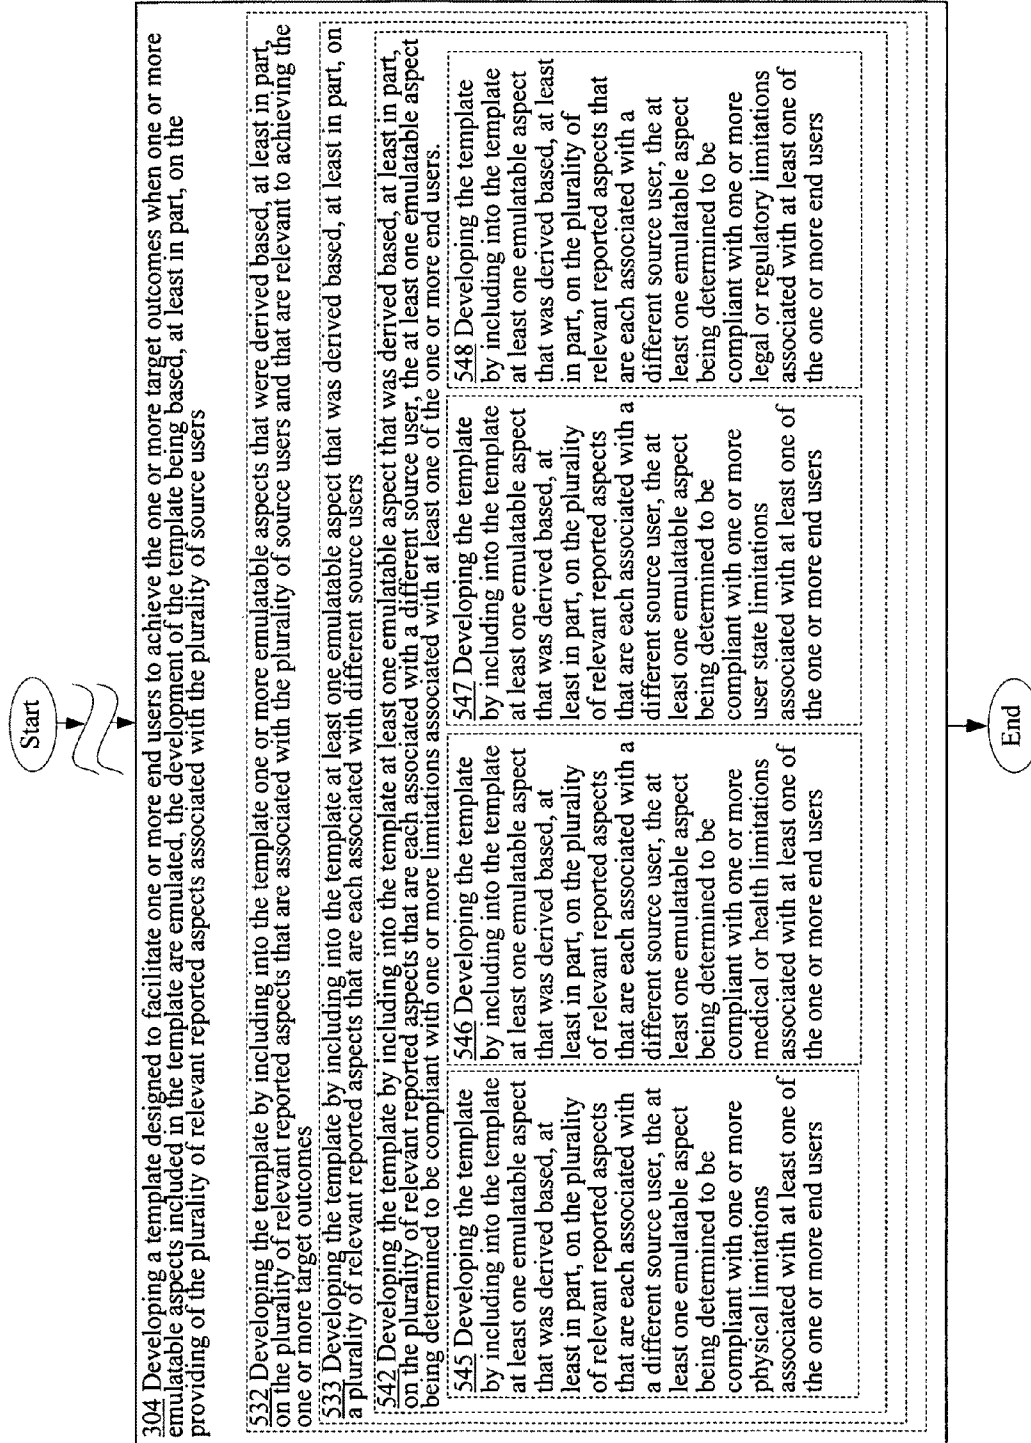 Start
304 Developing a template designed to facilitate one or more end users to achieve the one or more target outcomes when one or more
emulatable aspects included in the template are emulated, the development of the template being based, at least in part, on the
providing of the plurality of relevant reported aspects associated with the plurality of source users
532 Developing the template by including into the template one or more emulatable aspects that were derived based, at least in part,
on the plurality of relevant reported aspects that are associated with the plurality of source users and that are relevant to achieving the
one or more target outcomes
533 Developing the template by including into the template at least one emulatable aspect that was derived based, at least in part, on
a plurality of relevant reported aspects that are each associated with different source users
542 Developing the template by including into the template at least one emulatable aspect that was derived based, at least in part,
on the plurality of relevant reported aspects that are each associated with a different source user, the at least one emulatable aspect
being determined to be compliant with one or more limitations associated with at least one of the one or more end users.
545 Developing the template
by including into the template
at least one emulatable aspect
that was derived based, at
least in part, on the plurality
of relevant reported aspects
that are each associated with
a different source user, the at
least one emulatable aspect
being determined to be
compliant with one or more
physical limitations
associated with at least one of
the one or more end users
546 Developing the template
by including into the template
at least one emulatable aspect
that was derived based, at
least in part, on the plurality
of relevant reported aspects
that are each associated with a
different source user, the at
least one emulatable aspect
being determined to be
compliant with one or more
medical or health limitations
associated with at least one of
the one or more end users
547 Developing the template
by including into the template
at least one emulatable aspect
that was derived based, at
least in part, on the plurality
of relevant reported aspects
that are each associated with a
different source user, the at
least one emulatable aspect
being determined to be
compliant with one or more
user state limitations
associated with at least one of
the one or more end users
548 Developing the template
by including into the template
at least one emulatable aspect
that was derived based, at least
in part, on the plurality of
relevant reported aspects that
are each associated with a
different source user, the at
least one emulatable aspect
being determined to be
compliant with one or more
legal or regulatory limitations
associated with at least one of
the one or more end users
End